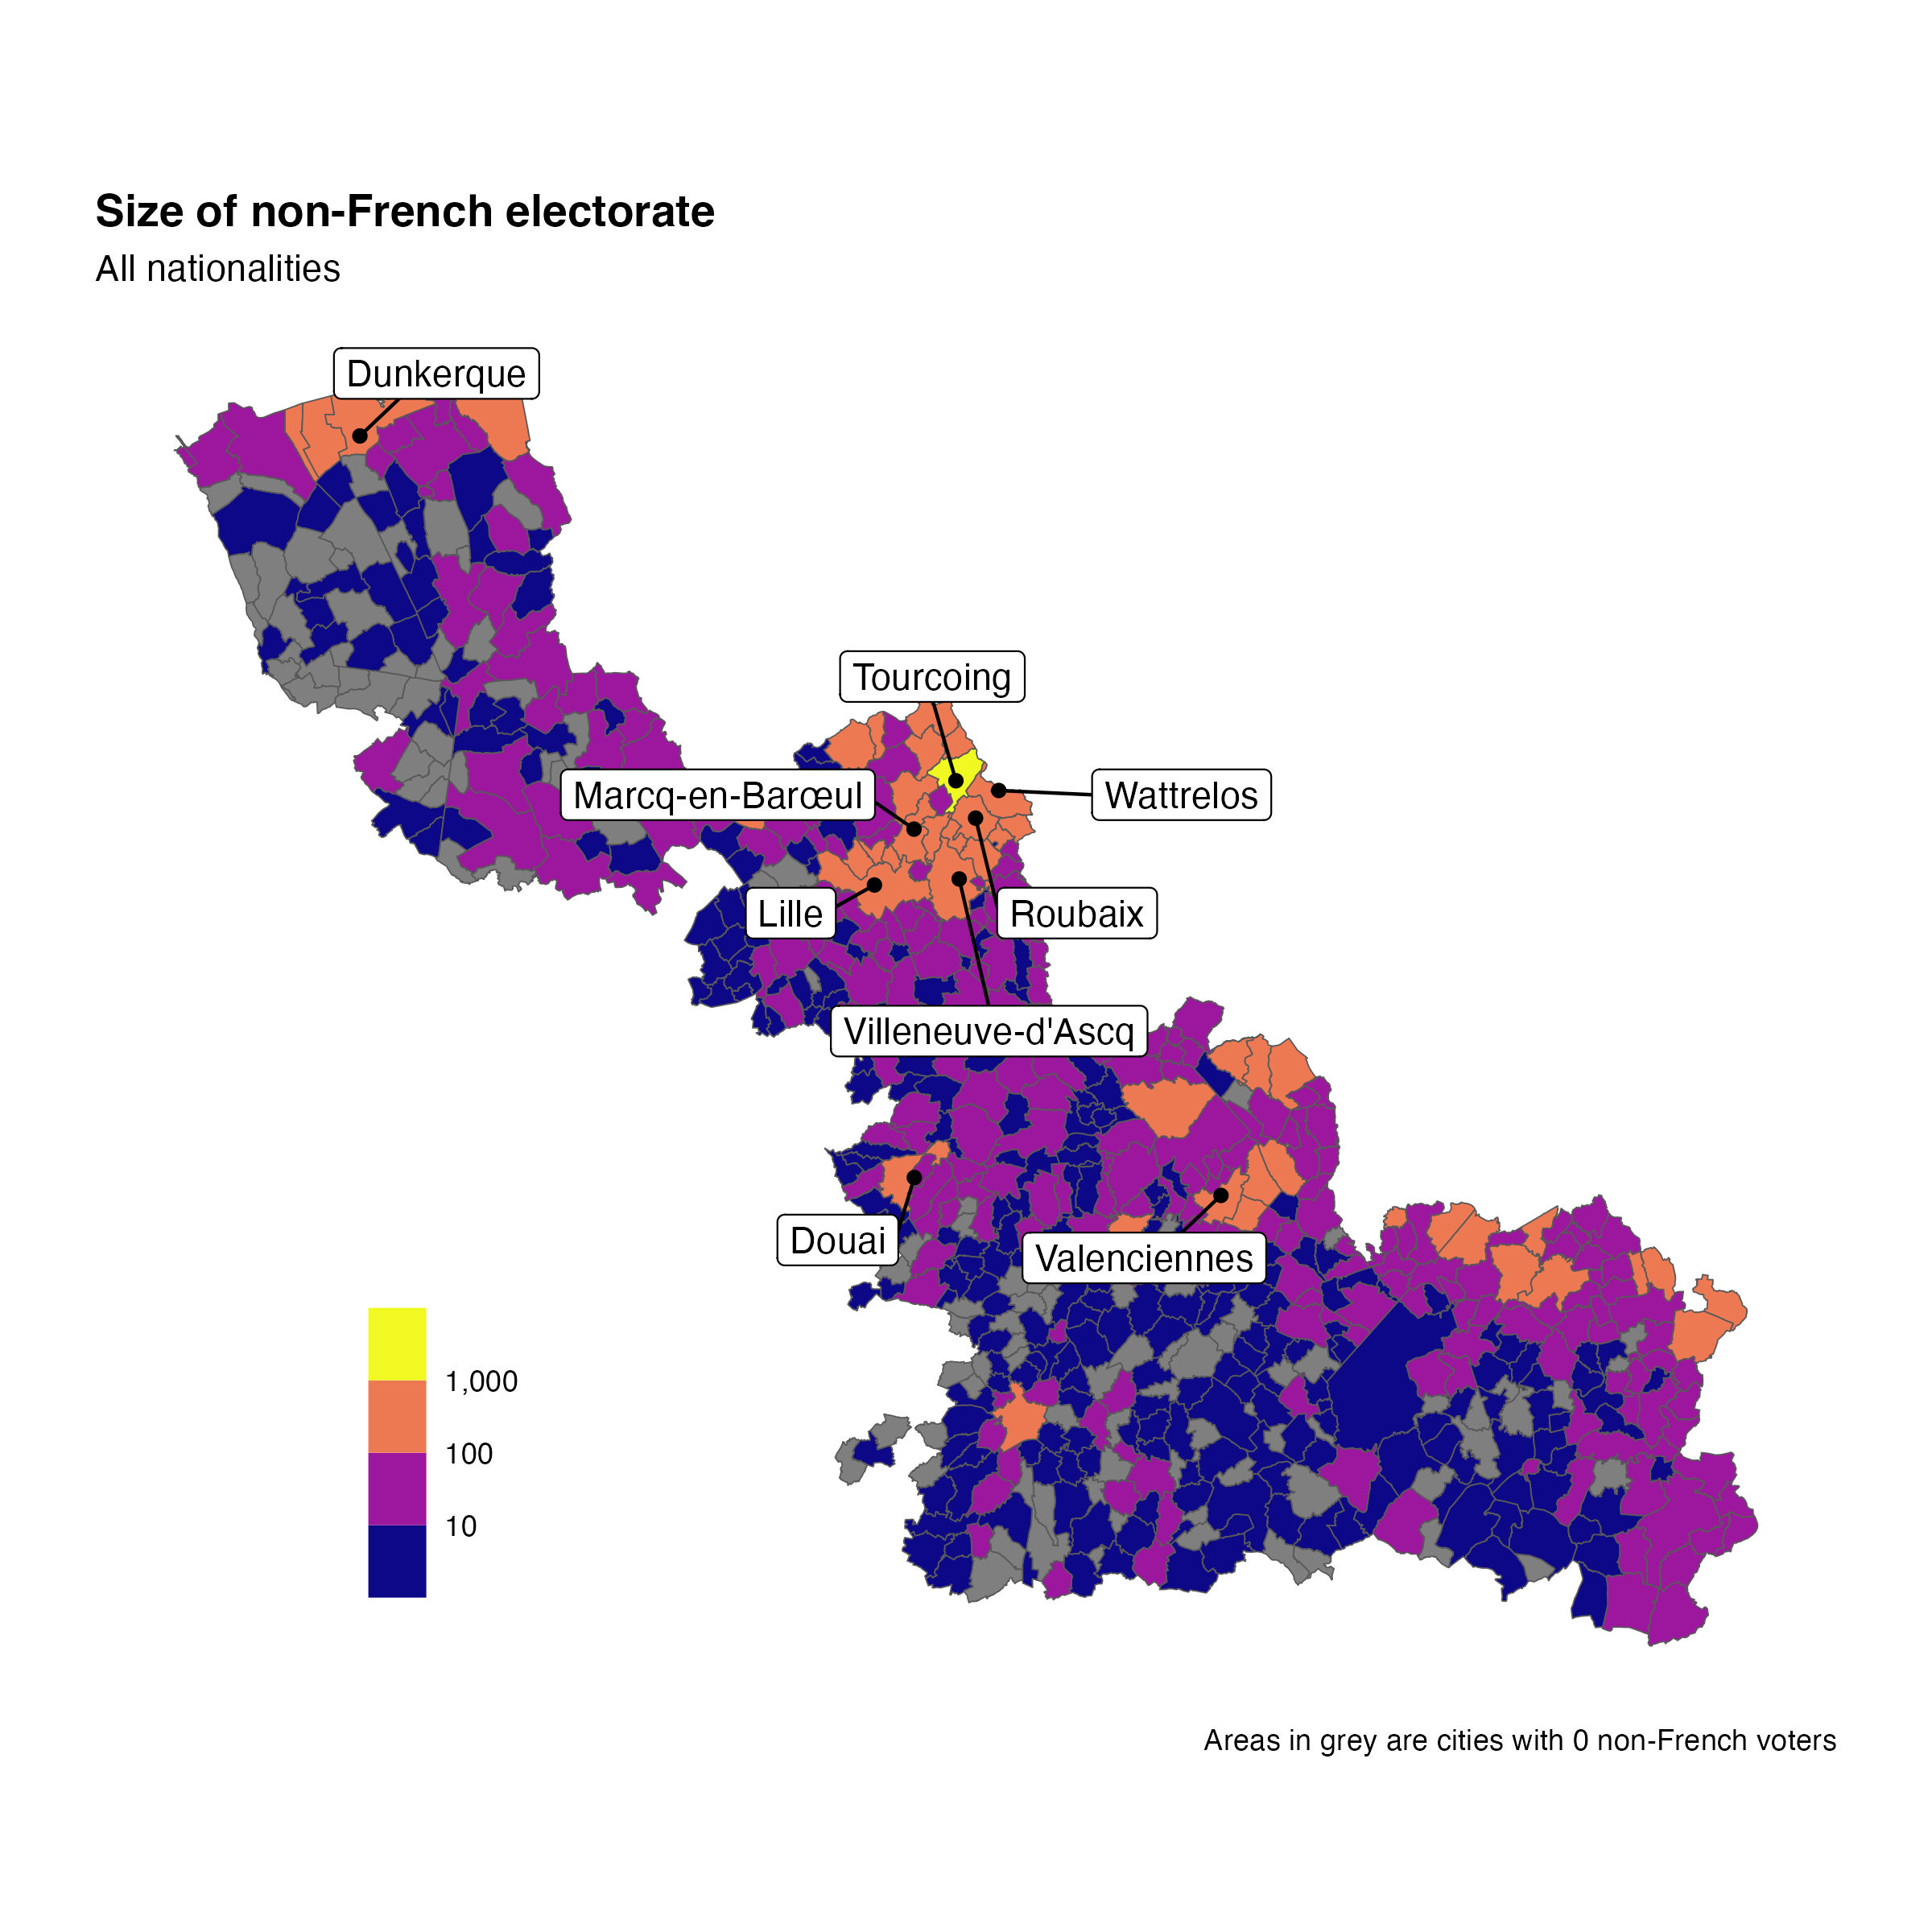 Size of non-French electorate
All nationalities
Dunkerque
Tourcoing
Marcq-en-Barœul
Wattrelos
Lille
Roubaix
Villeneuve-d'Ascq
Douai
Valenciennes
1,000
100
10
Areas in grey are cities with 0 non-French voters